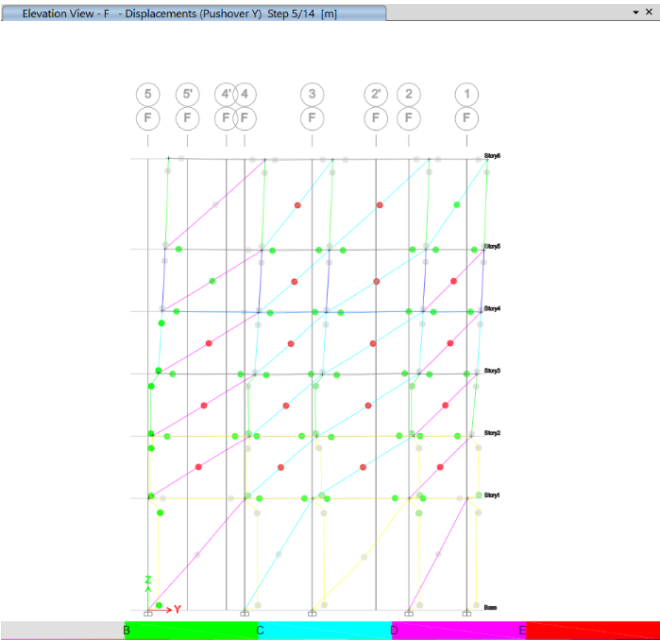 Elevation View - F - Displacements (Pushover Y) Step 5/14 [m]
5 5' 4' 4 3 2' 2 1
F F F F F F F F
Story6
Story5
Story4
Story3
Story2
Story1
Z
Y
Base
B C D E